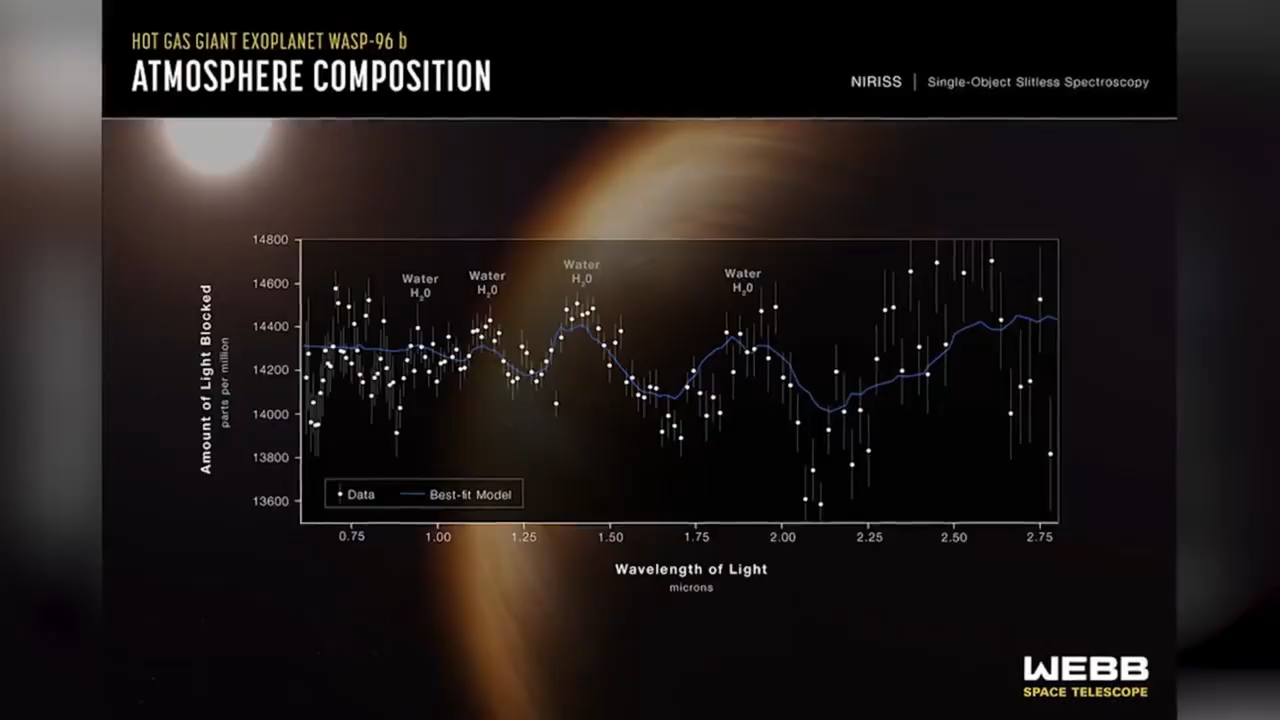 HOT GAS GIANT EXOPLANET WASP-96 b
ATMOSPHERE COMPOSITION
NIRISS | Single-Object Slitless Spectroscopy
Amount of Light Blocked
parts per million
14800
14600
14400
14200
14000
13800
13600
Water
H2O
Water
H2O
Water
H2O
Water
H2O
Data
Best-fit Model
0.75 1.00 1.25 1.50 1.75 2.00 2.25 2.50 2.75
Wavelength of Light
microns
WEBB
SPACE TELESCOPE